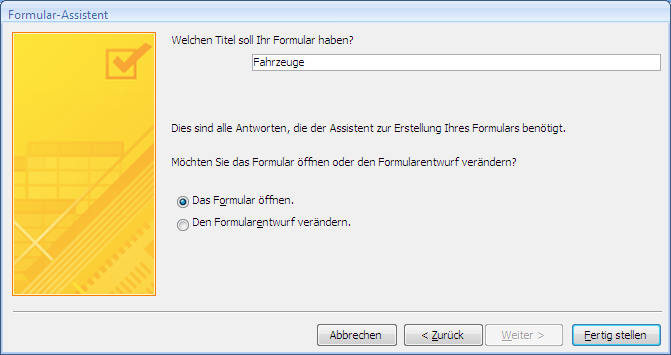 Formular-Assistent
Welchen Titel soll Ihr Formular haben?
Fahrzeuge
Dies sind alle Antworten, die der Assistent zur Erstellung Ihres Formulars benötigt.
Möchten Sie das Formular öffnen oder den Formularentwurf verändern?
Das Formular öffnen.
Den Formularentwurf verändern.
Abbrechen
< Zurück
Weiter >
Fertig stellen